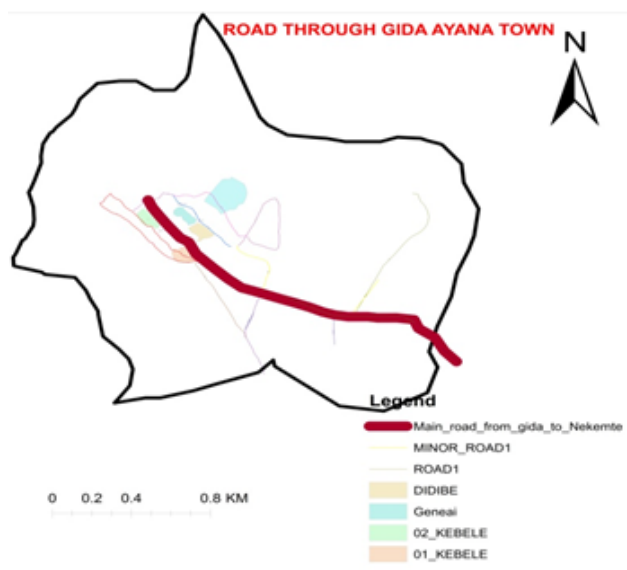 ROAD THROUGH GIDA AYANA TOWN
N
Legend
Main_road_from_gida_to_Nekemte
MINOR_ROAD1
ROAD1
DIDIBE
Geneai
02_KEBELE
01_KEBELE
0 0.2 0.4 0.8 KM